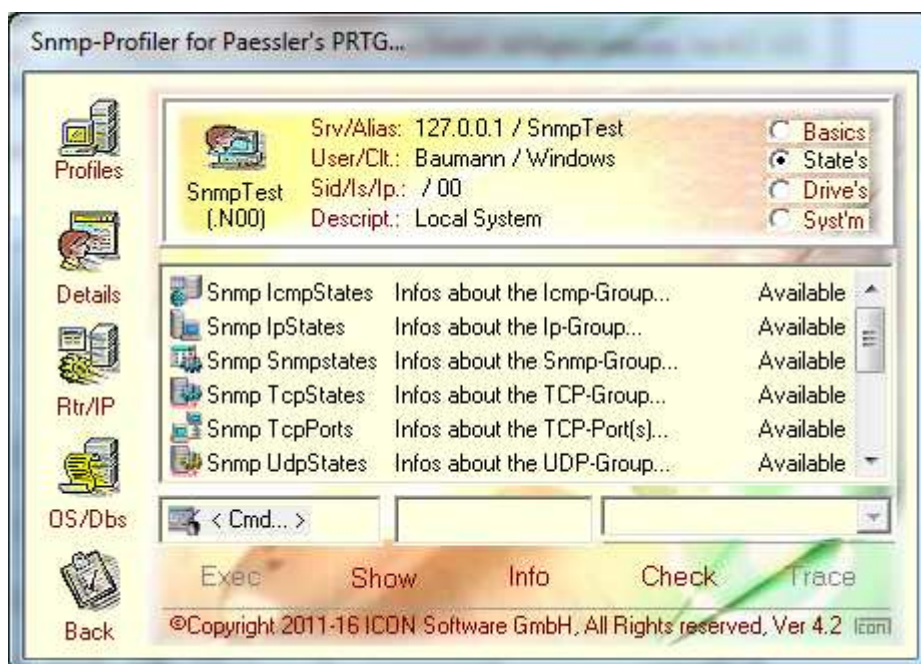 Snmp-Profiler for Paessler's PRTG...
Profiles
Details
Rtr/IP
OS/Dbs
Back
SnmpTest
(.N00)
Srv/Alias: 127.0.0.1 / SnmpTest
User/Clt.: Baumann / Windows
Sid/Is/Ip.: / 00
Descript.: Local System
Basics
State's
Drive's
Syst'm
Snmp IcmpStates Infos about the Icmp-Group... Available
Snmp IpStates Infos about the Ip-Group... Available
Snmp Snmpstates Infos about the Snmp-Group... Available
Snmp TcpStates Infos about the TCP-Group... Available
Snmp TcpPorts Infos about the TCP-Port(s)... Available
Snmp UdpStates Infos about the UDP-Group... Available
< Cmd... >
Exec Show Info Check Trace
©Copyright 2011-16 ICON Software GmbH, All Rights reserved, Ver 4.2 Icon